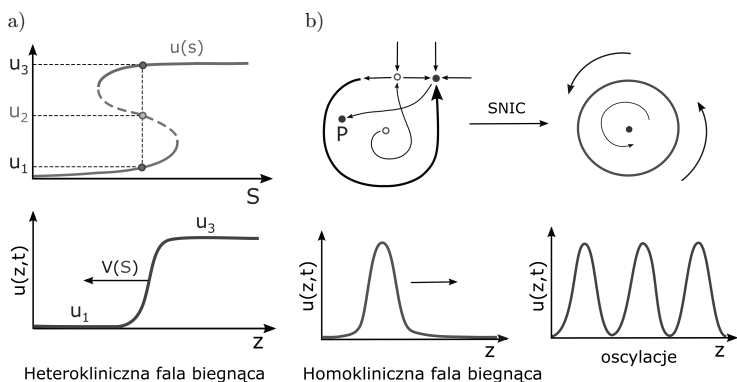 a)
u(s)
u₃
u₂
u₁
S
u(z,t)
u₃
V(S)
u₁
z
Heterokliniczna fala biegnąca
b)
P
SNIC
u(z,t)
z
Homokliniczna fala biegnąca
u(z,t)
z
oscylacje